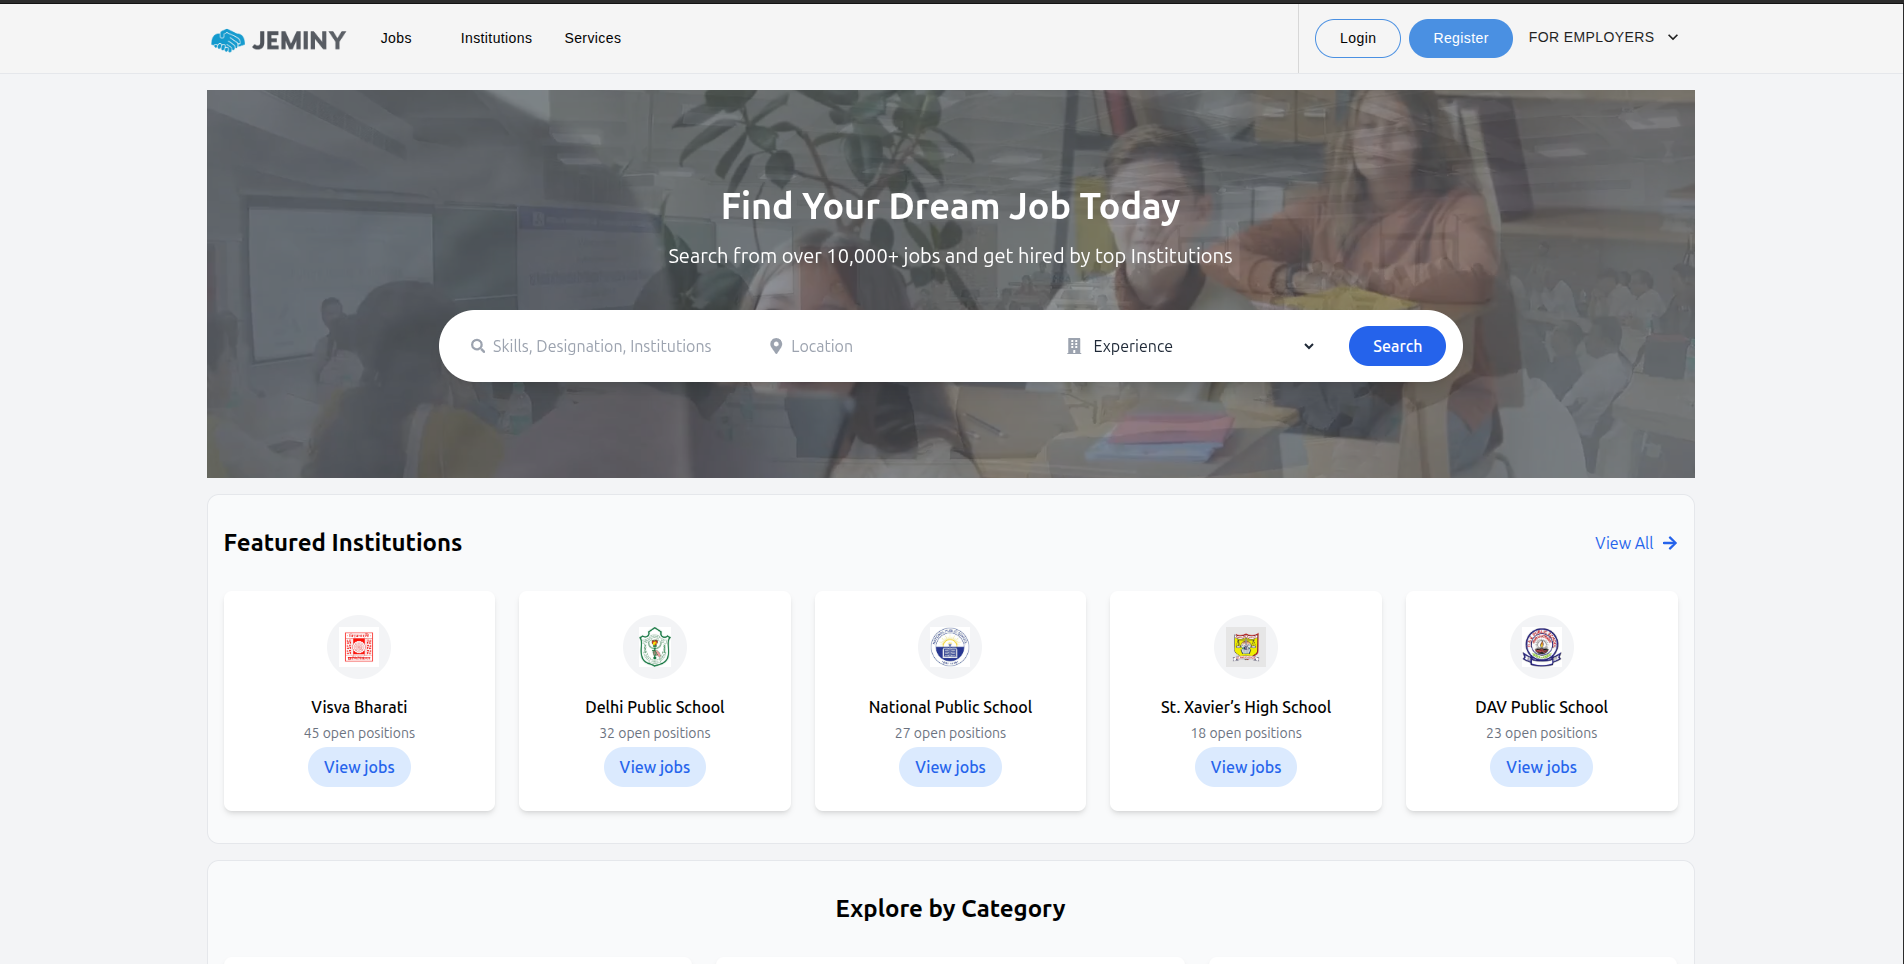 JEMINY
Jobs
Institutions
Services
Login
Register
FOR EMPLOYERS
Find Your Dream Job Today
Search from over 10,000+ jobs and get hired by top Institutions
Skills, Designation, Institutions
Location
Experience
Search
Featured Institutions
View All
Visva Bharati
45 open positions
View jobs
Delhi Public School
32 open positions
View jobs
National Public School
27 open positions
View jobs
St. Xavier’s High School
18 open positions
View jobs
DAV Public School
23 open positions
View jobs
Explore by Category